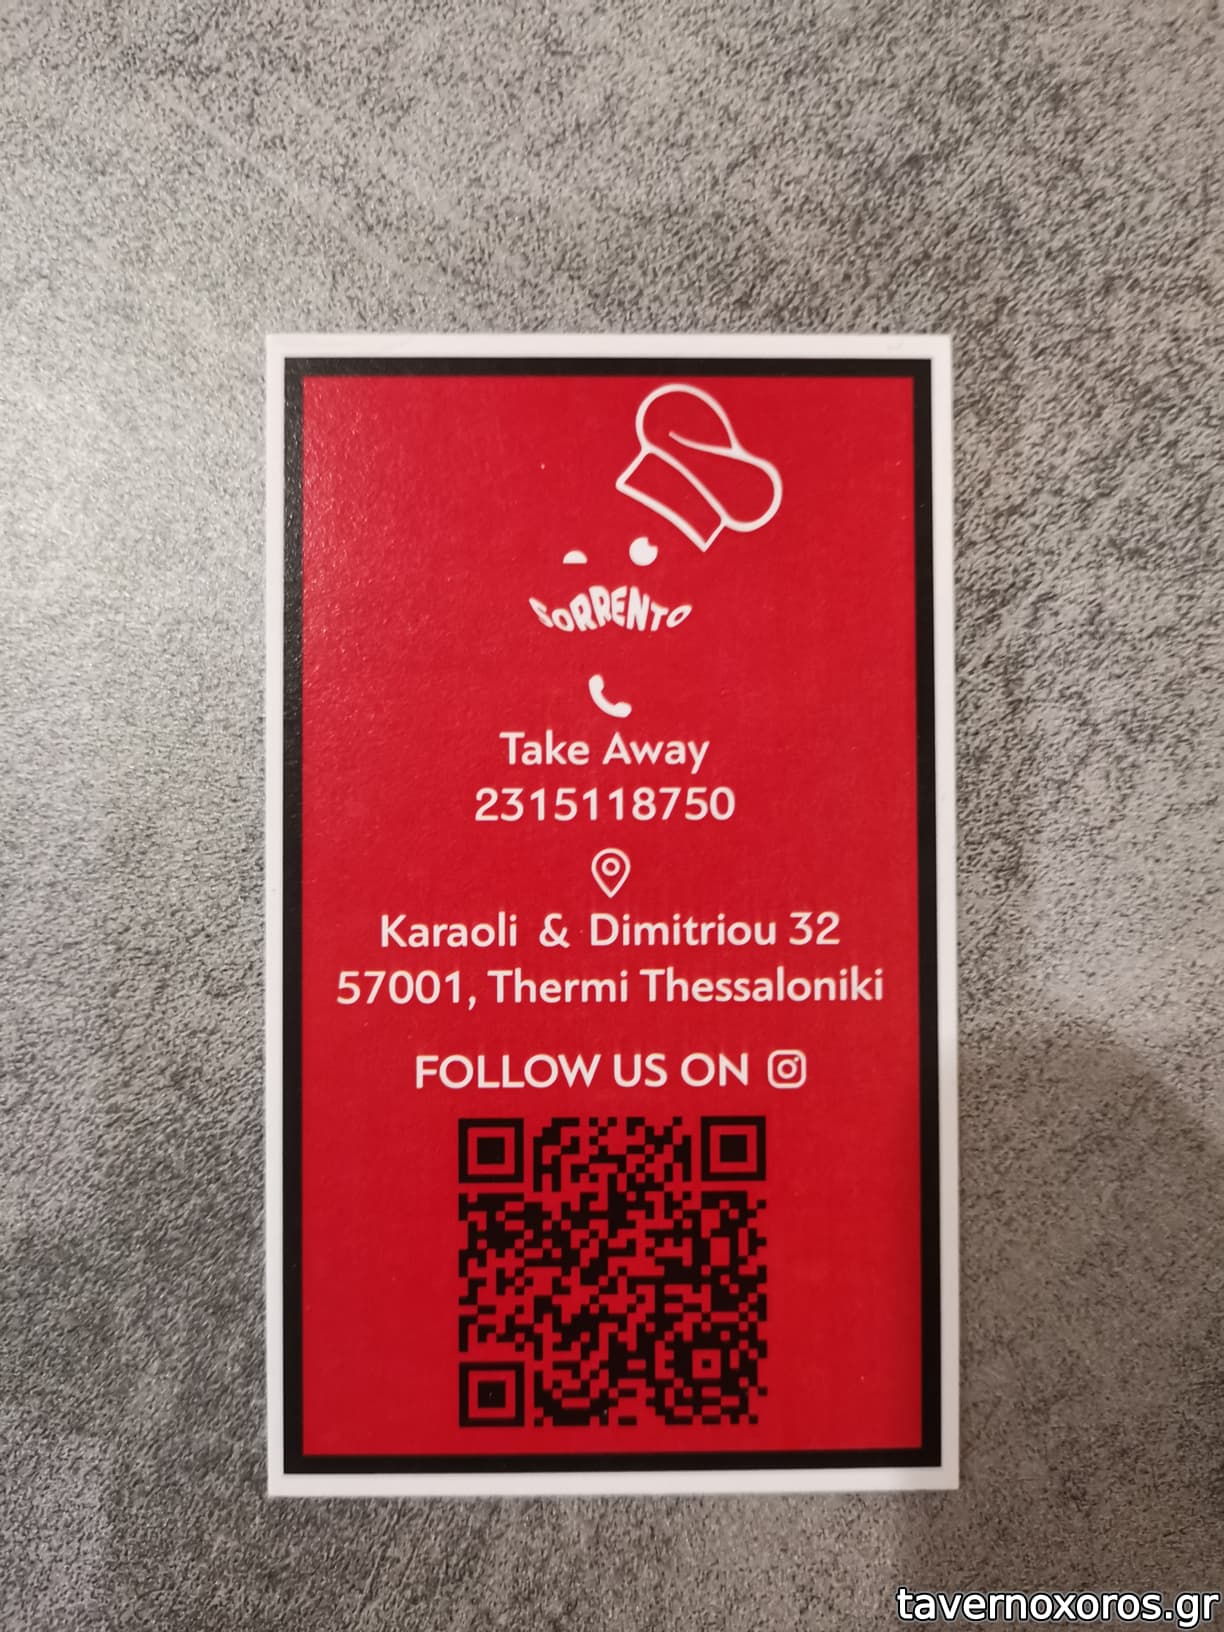 SORRENTO
Take Away
2315118750
Karaoli & Dimitriou 32
57001, Thermi Thessaloniki
FOLLOW US ON
tavernoxoros.gr